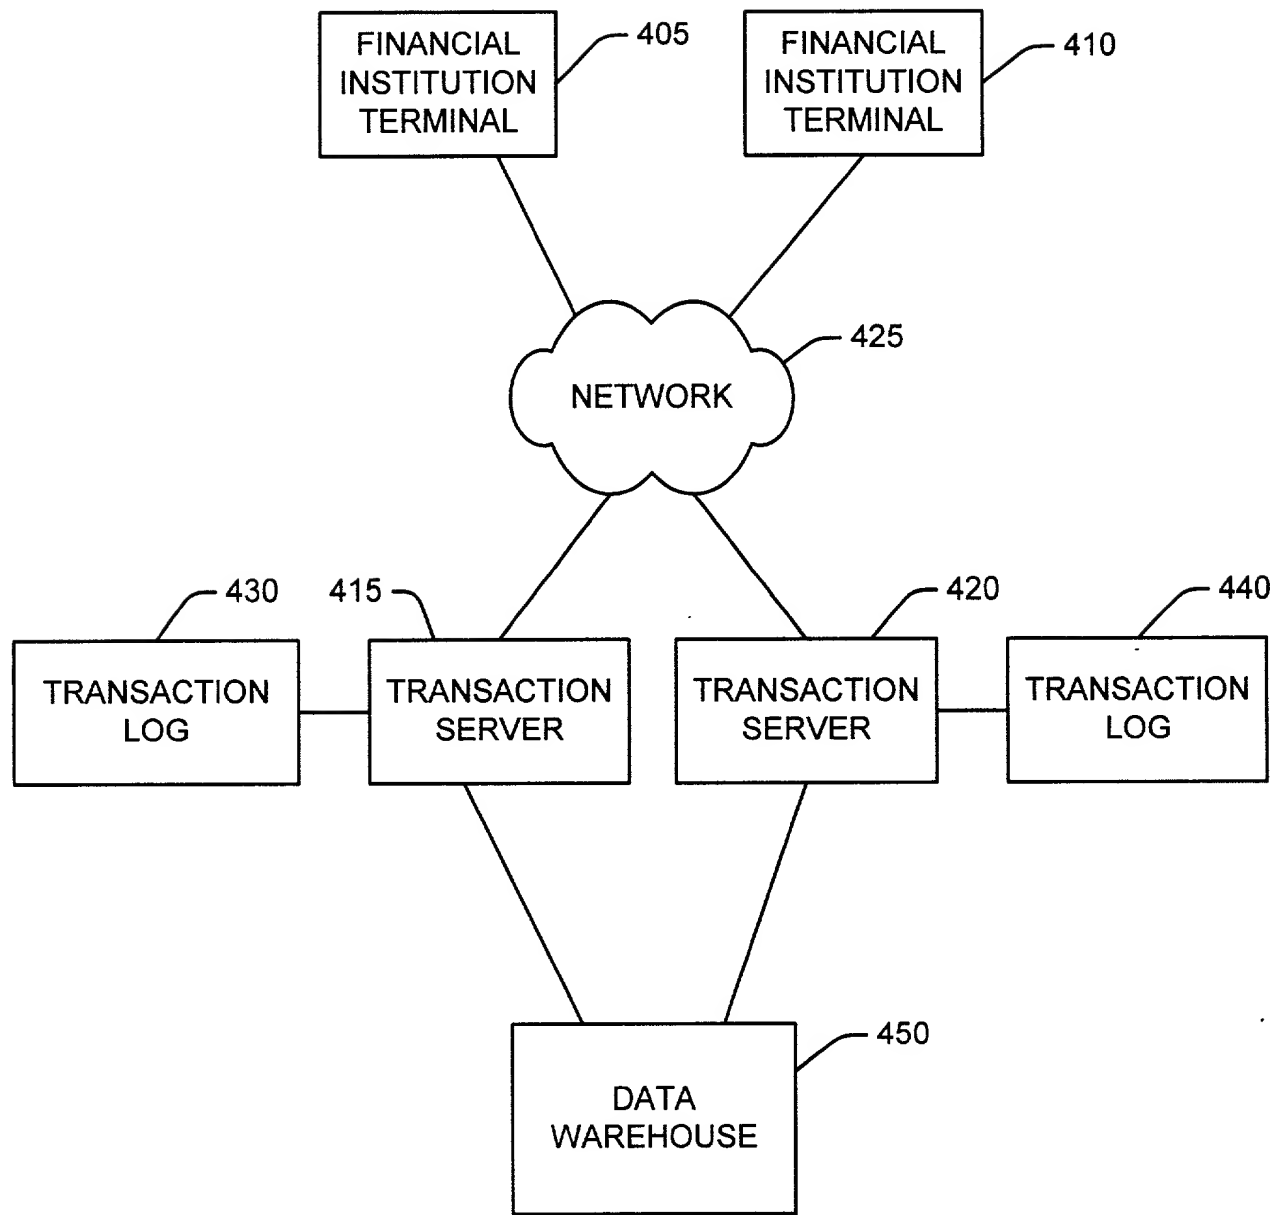 FINANCIAL
INSTITUTION
TERMINAL
405
FINANCIAL
INSTITUTION
TERMINAL
410
NETWORK
425
430
TRANSACTION
LOG
415
TRANSACTION
SERVER
420
TRANSACTION
SERVER
440
TRANSACTION
LOG
450
DATA
WAREHOUSE